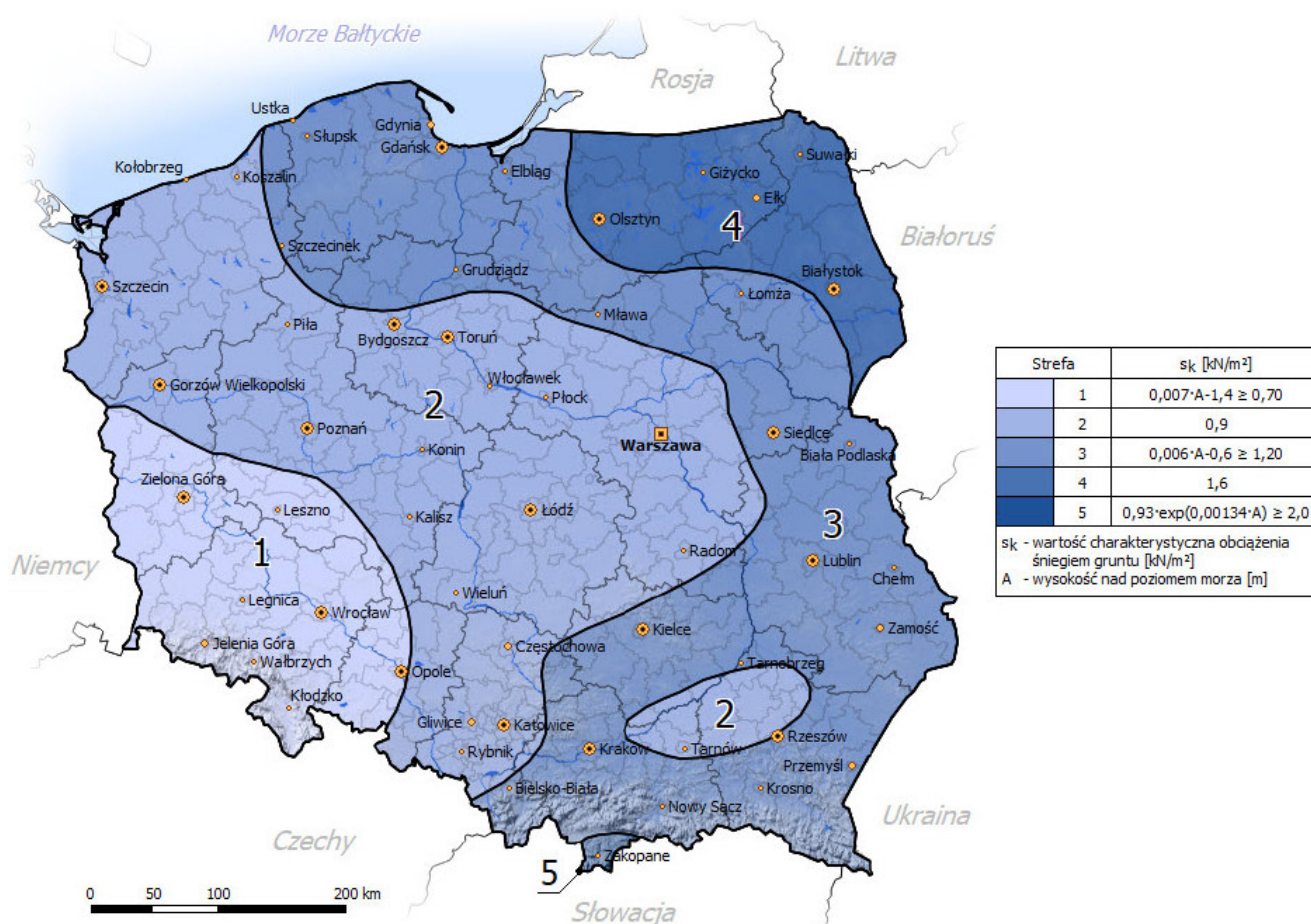 Morze Bałtyckie
Litwa
Rosja
Ustka
Słupsk
Gdynia
Gdańsk
Kołobrzeg
Koszalin
Elbląg
Suwałki
Giżycko
Ełk
Olsztyn
4
Białoruś
Szczecinek
Grudziądz
Białystok
Szczecin
Łomża
Mława
Piła
Bydgoszcz
Toruń
Włocławek
Gorzów Wielkopolski
Płock
2
Poznań
Warszawa
Siedlce
Biała Podlaska
Konin
Zielona Góra
Leszno
Kalisz
Łódź
3
1
Radom
Lublin
Chełm
Niemcy
Legnica
Wrocław
Wieluń
Kielce
Zamość
Jelenia Góra
Wałbrzych
Częstochowa
Opole
Tarnobrzeg
Kłodzko
2
Gliwice
Katowice
Rzeszów
Rybnik
Kraków
Tarnów
Przemyśl
Bielsko-Biała
Krosno
Nowy Sącz
Ukraina
Czechy
Zakopane
5
Słowacja
0 50 100 200 km
Strefa sk [kN/m²]
1 0,007·A-1,4 ≥ 0,70
2 0,9
3 0,006·A-0,6 ≥ 1,20
4 1,6
5 0,93·exp(0,00134·A) ≥ 2,0
sk - wartość charakterystyczna obciążenia
śniegiem gruntu [kN/m²]
A - wysokość nad poziomem morza [m]